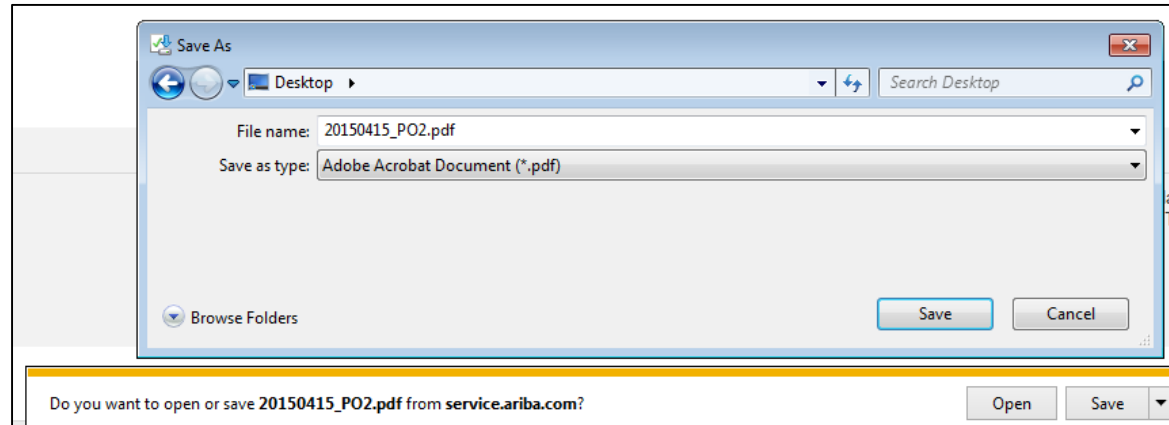 Save As
Desktop
Search Desktop
File name: 20150415_PO2.pdf
Save as type: Adobe Acrobat Document (*.pdf)
Browse Folders
Save Cancel
Do you want to open or save 20150415_PO2.pdf from service.ariba.com?
Open Save